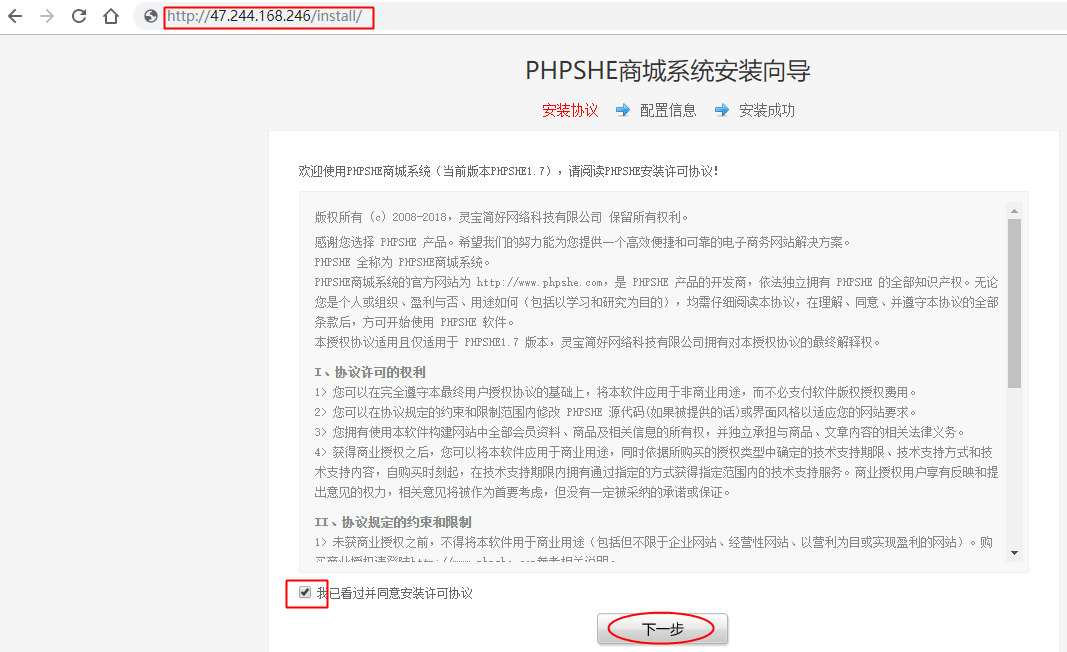 http://47.244.168.246/install/
PHPSHE商城系统安装向导
安装协议 配置信息 安装成功
欢迎使用PHPSHE商城系统（当前版本PHPSHE1.7），请阅读PHPSHE安装许可协议！
版权所有 (c) 2008-2018，灵宝简好网络科技有限公司 保留所有权利。
感谢您选择 PHPSHE 产品。希望我们的努力能为您提供一个高效便捷和可靠的电子商务网站解决方案。
PHPSHE 全称为 PHPSHE商城系统。
PHPSHE商城系统的官方网站为 http://www.phpshe.com，是 PHPSHE 产品的开发商，依法独立拥有 PHPSHE 的全部知识产权。无论
您是个人或组织、盈利与否、用途如何（包括以学习和研究为目的），均需仔细阅读本协议，在理解、同意、并遵守本协议的全部
条款后，方可开始使用 PHPSHE 软件。
本授权协议适用且仅适用于 PHPSHE1.7 版本，灵宝简好网络科技有限公司拥有对本授权协议的最终解释权。
I、协议许可的权利
1> 您可以在完全遵守本最终用户授权协议的基础上，将本软件应用于非商业用途，而不必支付软件版权授权费用。
2> 您可以在协议规定的约束和限制范围内修改 PHPSHE 源代码(如果被提供的话)或界面风格以适应您的网站要求。
3> 您拥有使用本软件构建网站中全部会员资料、商品及相关信息的所有权，并独立承担与商品、文章内容的相关法律义务。
4> 获得商业授权之后，您可以将本软件应用于商业用途，同时依据所购买的授权类型中确定的技术支持期限、技术支持方式和技
术支持内容，自购买时刻起，在技术支持期限内拥有通过指定的方式获得指定范围内的技术支持服务。商业授权用户享有反映和提
出意见的权力，相关意见将被作为首要考虑，但没有一定被采纳的承诺或保证。
II、协议规定的约束和限制
1> 未获商业授权之前，不得将本软件用于商业用途（包括但不限于企业网站、经营性网站、以营利为目或实现盈利的网站）。购
买商业授权请登陆http://www.phpshe.com参考相关说明。
我已看过并同意安装许可协议
下一步